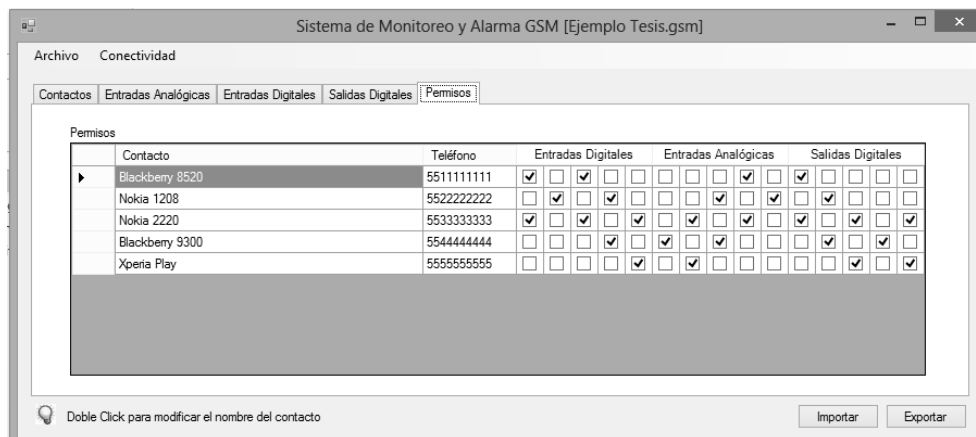 Sistema de Monitoreo y Alarma GSM [Ejemplo Tesis.gsm]
Archivo Conectividad
Contactos Entradas Analógicas Entradas Digitales Salidas Digitales Permisos
Permisos
Contacto Teléfono Entradas Digitales Entradas Analógicas Salidas Digitales
Blackberry 8520 5511111111
Nokia 1208 5522222222
Nokia 2220 5533333333
Blackberry 9300 5544444444
Xperia Play 5555555555
Doble Click para modificar el nombre del contacto Importar Exportar